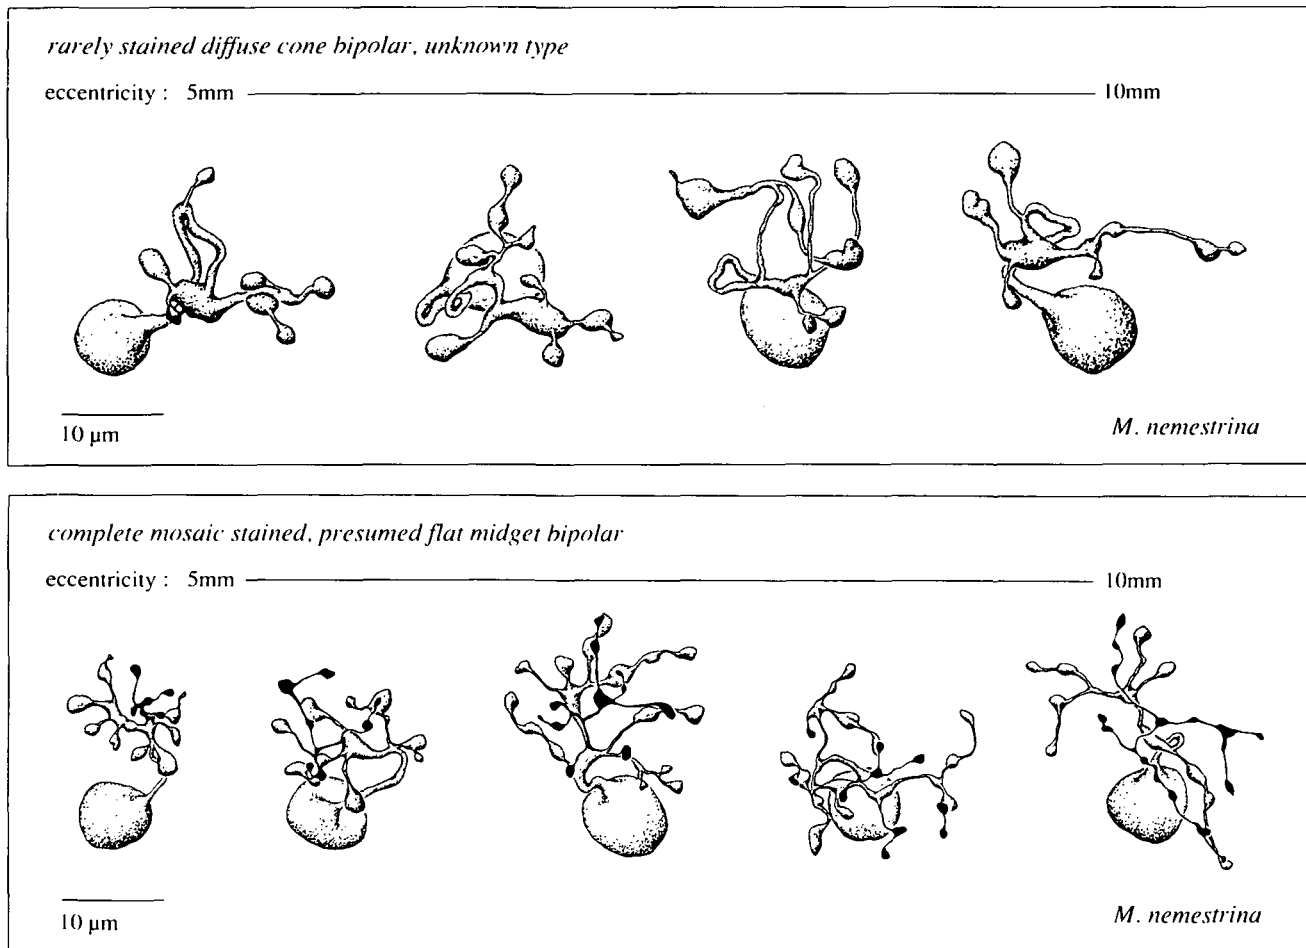 rarely stained diffuse cone bipolar, unknown type
eccentricity : 5mm 10mm
10 µm
M. nemestrina
complete mosaic stained, presumed flat midget bipolar
eccentricity : 5mm 10mm
10 µm
M. nemestrina